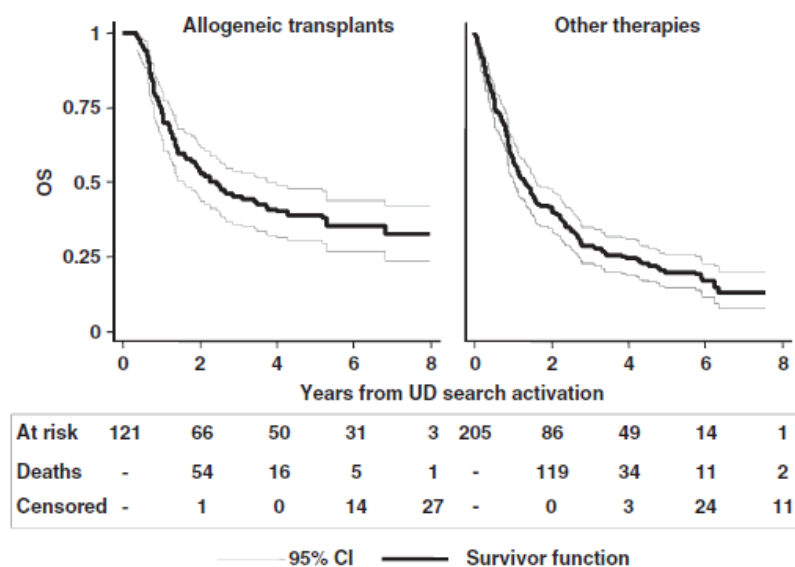 Allogeneic transplants Other therapies
1
0.75
0.5
0.25
0
OS
0 2 4 6 8 0 2 4 6 8
Years from UD search activation
At risk 121 66 50 31 3 205 86 49 14 1
Deaths - 54 16 5 1 - 119 34 11 2
Censored - 1 0 14 27 - 0 3 24 11
95% CI Survivor function